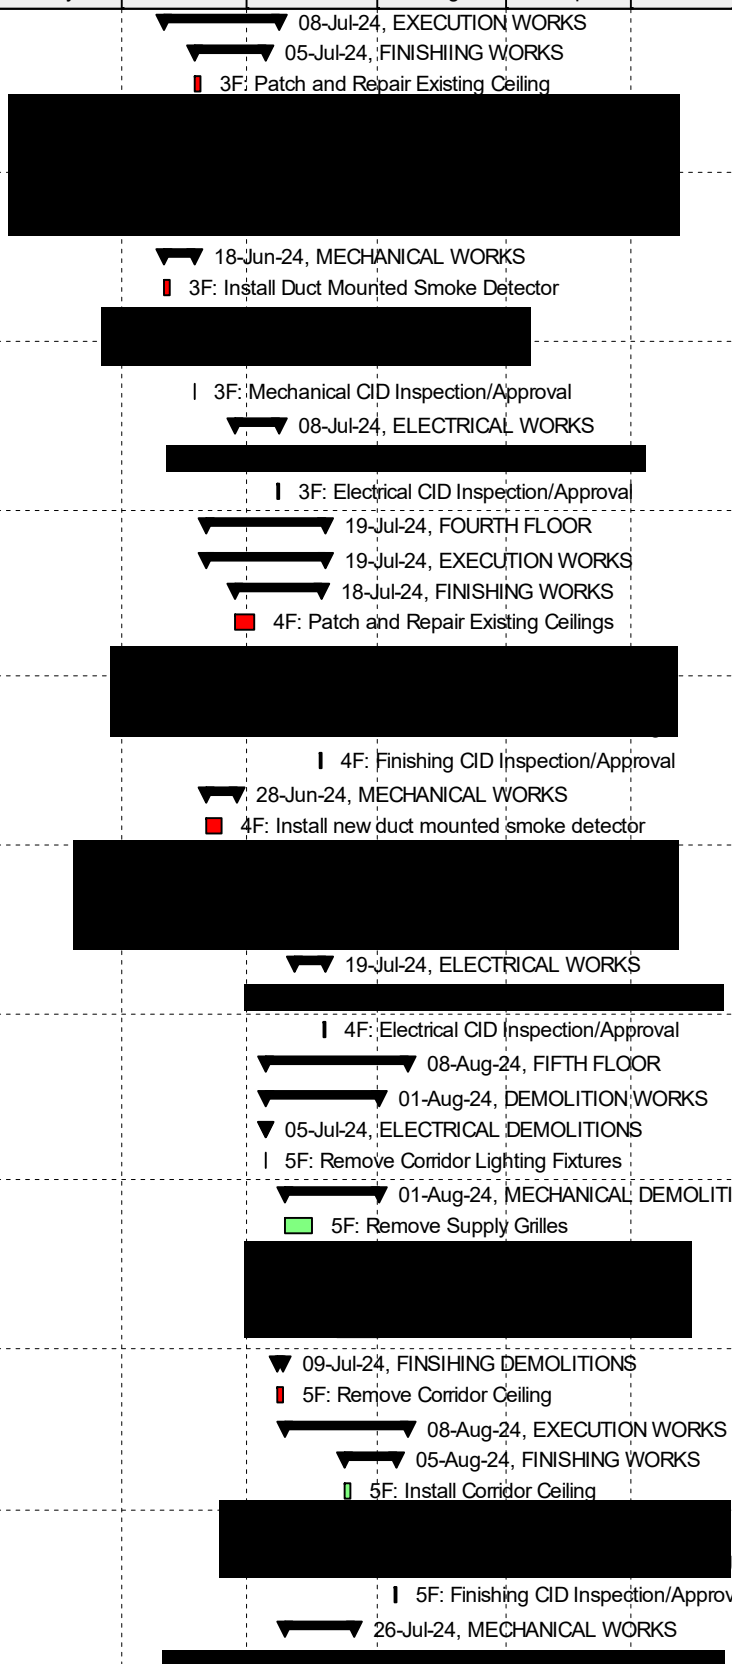 08-Jul-24, EXECUTION WORKS
05-Jul-24, FINISHIING WORKS
3F: Patch and Repair Existing Ceiling
18-Jun-24, MECHANICAL WORKS
3F: Install Duct Mounted Smoke Detector
3F: Mechanical CID Inspection/Approval
08-Jul-24, ELECTRICAL WORKS
3F: Electrical CID Inspection/Approval
19-Jul-24, FOURTH FLOOR
19-Jul-24, EXECUTION WORKS
18-Jul-24, FINISHING WORKS
4F: Patch and Repair Existing Ceilings
4F: Finishing CID Inspection/Approval
28-Jun-24, MECHANICAL WORKS
4F: Install new duct mounted smoke detector
19-Jul-24, ELECTRICAL WORKS
4F: Electrical CID Inspection/Approval
08-Aug-24, FIFTH FLOOR
01-Aug-24, DEMOLITION WORKS
05-Jul-24, ELECTRICAL DEMOLITIONS
5F: Remove Corridor Lighting Fixtures
01-Aug-24, MECHANICAL DEMOLITI
5F: Remove Supply Grilles
09-Jul-24, FINSIHING DEMOLITIONS
5F: Remove Corridor Ceiling
08-Aug-24, EXECUTION WORKS
05-Aug-24, FINISHING WORKS
5F: Install Corridor Ceiling
5F: Finishing CID Inspection/Approv
26-Jul-24, MECHANICAL WORKS